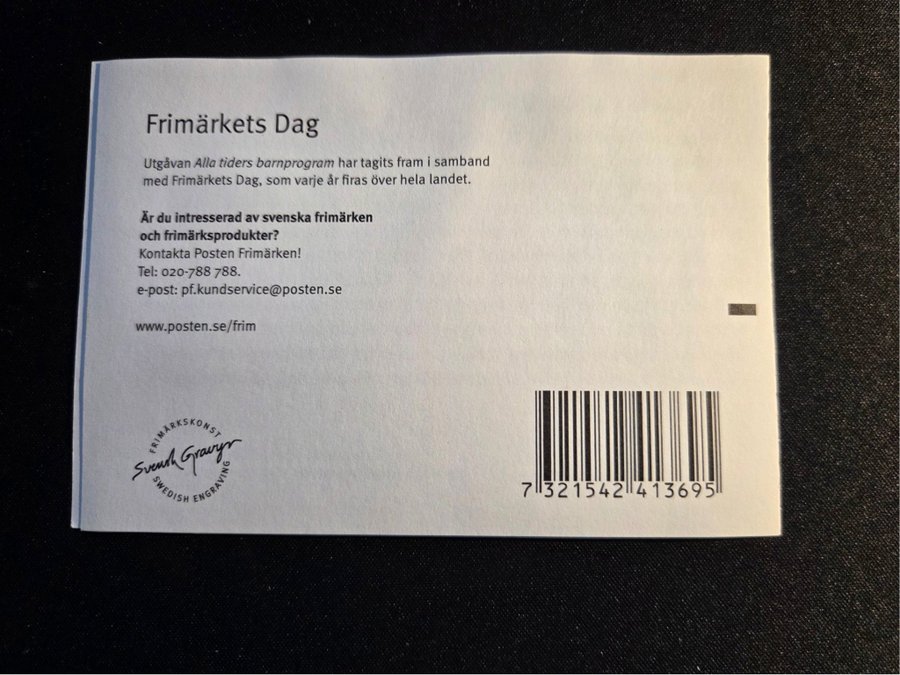 Frimärkets Dag
Utgåvan Alla tiders barnprogram har tagits fram i samband
med Frimärkets Dag, som varje år firas över hela landet.
Är du intresserad av svenska frimärken
och frimärksprodukter?
Kontakta Posten Frimärken!
Tel: 020-788 788.
e-post: pf.kundservice@posten.se
www.posten.se/frim
FRIMÄRKSKONST
Svensk Gravyr
SWEDISH ENGRAVING
7 321542 413695